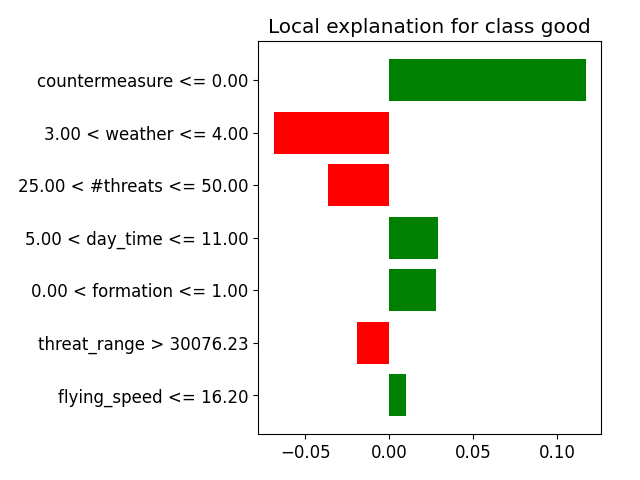 Local explanation for class good
countermeasure <= 0.00
3.00 < weather <= 4.00
25.00 < #threats <= 50.00
5.00 < day_time <= 11.00
0.00 < formation <= 1.00
threat_range > 30076.23
flying_speed <= 16.20
−0.05 0.00 0.05 0.10